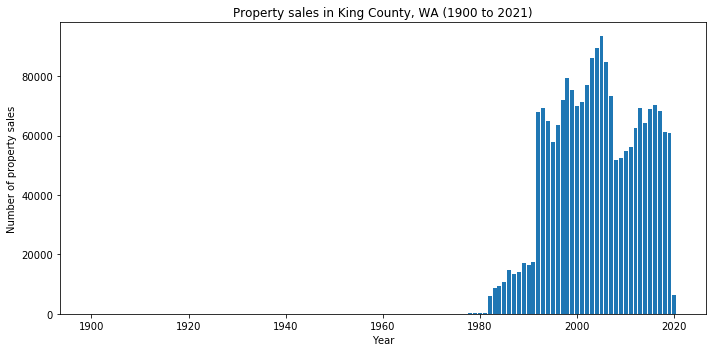 Property sales in King County, WA (1900 to 2021)
80000
60000
40000
20000
0
Number of property sales
1900 1920 1940 1960 1980 2000 2020
Year